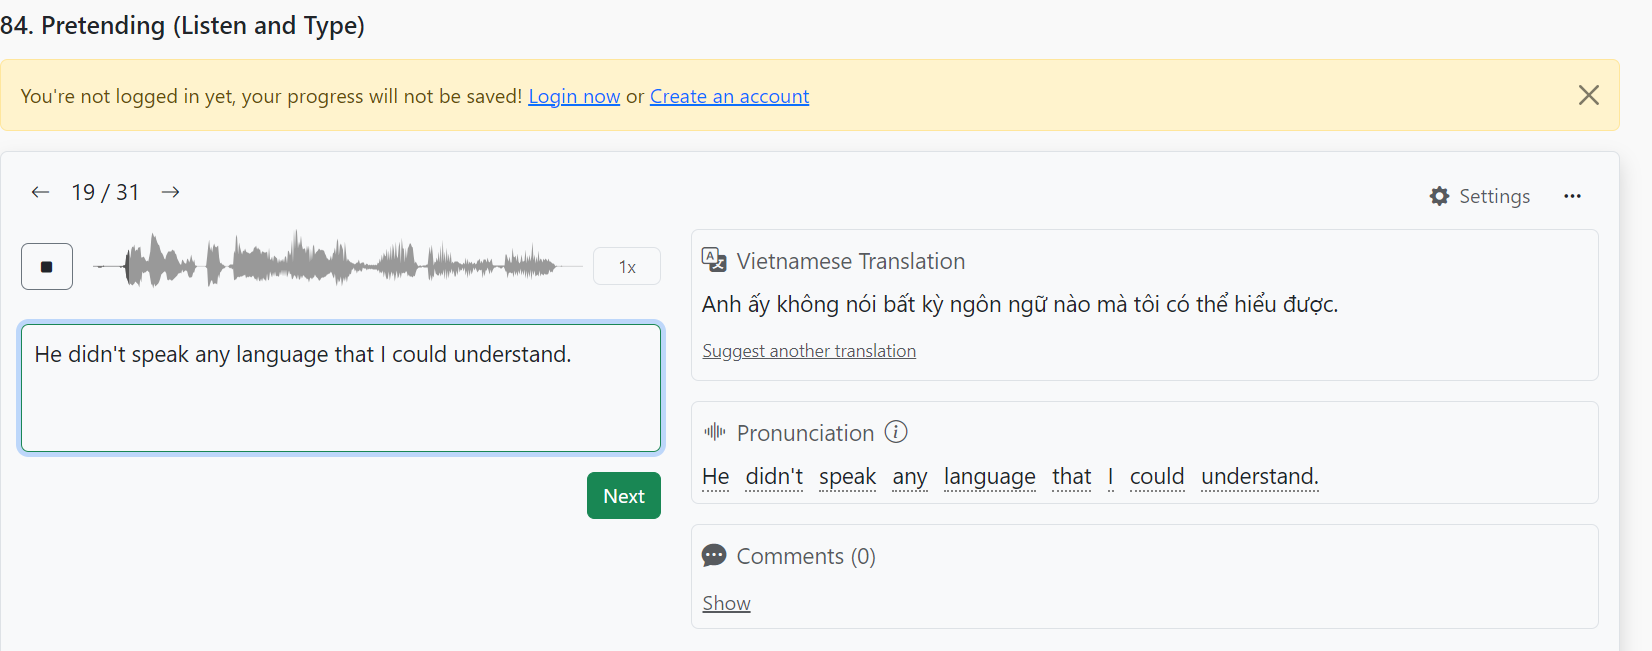 84. Pretending (Listen and Type)
You're not logged in yet, your progress will not be saved! Login now or Create an account
19 / 31
Settings
1x
He didn't speak any language that I could understand.
Next
Vietnamese Translation
Anh ấy không nói bất kỳ ngôn ngữ nào mà tôi có thể hiểu được.
Suggest another translation
Pronunciation
He didn't speak any language that I could understand.
Comments (0)
Show